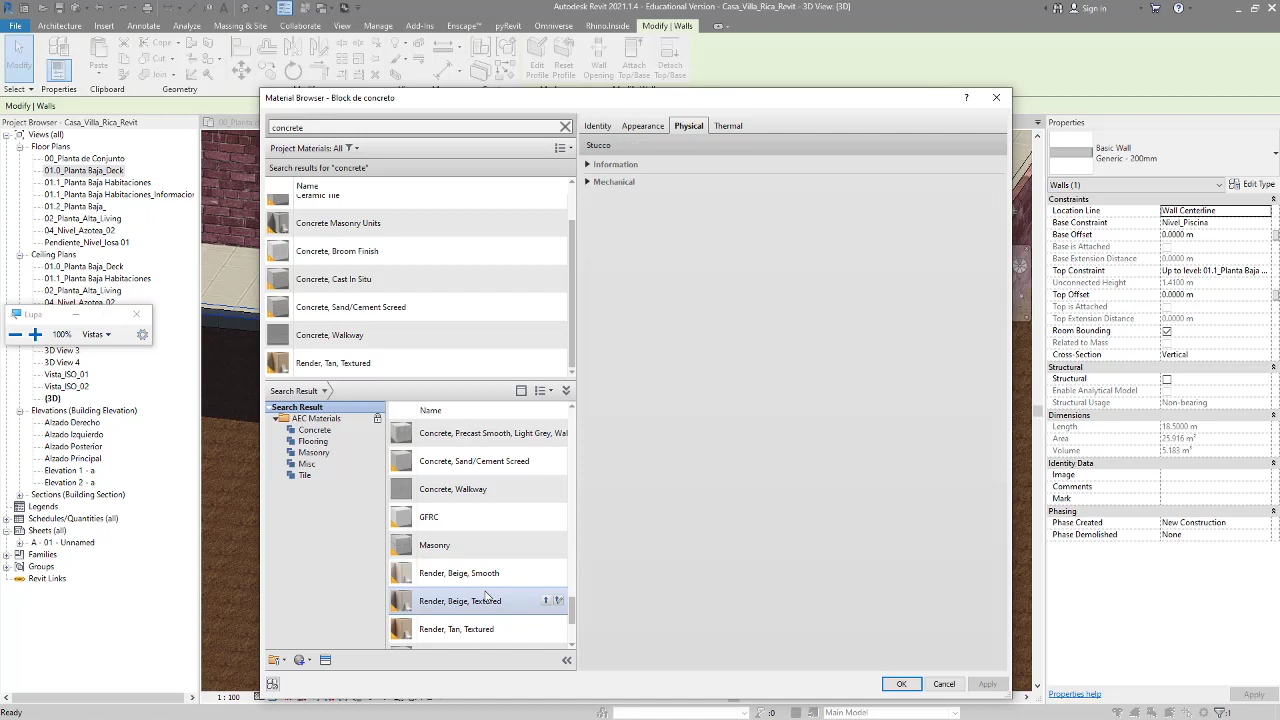 Autodesk Revit 2021.1.4 - Educational Version - Casa_Villa_Rica_Revit - 3D View: {3D}
Sign In
File Architecture Insert Annotate Analyze Massing & Site Collaborate View Manage Add-Ins Enscape™ pyRevit Omniverse Rhino.Inside Modify | Walls
Modify
Paste
Cut
Join
Edit Profile
Reset Profile
Wall Opening
Attach Top/Base
Detach Top/Base
Select Properties Clipboard Geometry
Modify | Walls
Project Browser - Casa_Villa_Rica_Revit
Views (all)
Floor Plans
00_Planta de Conjunto
01.0_Planta Baja_Deck
01.1_Planta Baja Habitaciones
01.1_Planta Baja Habitaciones_Informacion
01.2_Planta Baja_
02_Planta_Alta_Living
04_Nivel_Azotea_02
Pendiente_Nivel_losa 01
Ceiling Plans
01.0_Planta Baja_Deck
01.1_Planta Baja Habitaciones
02_Planta_Alta_Living
04_Nivel_Azotea_02
Lupa
100% Vistas
3D View 3
3D View 4
Vista_ISO_01
Vista_ISO_02
{3D}
Elevations (Building Elevation)
Alzado Derecho
Alzado Izquierdo
Alzado Posterior
Alzado Principal
Elevation 1 - a
Elevation 2 - a
Sections (Building Section)
Legends
Schedules/Quantities (all)
Sheets (all)
A - 01 - Unnamed
Families
Groups
Revit Links
Material Browser - Block de concreto
?
concrete
Project Materials: All
Search results for "concrete"
Name
Ceramic Tile
Concrete Masonry Units
Concrete, Broom Finish
Concrete, Cast In Situ
Concrete, Sand/Cement Screed
Concrete, Walkway
Render, Tan, Textured
Search Result
Search Result
AEC Materials
Concrete
Flooring
Masonry
Misc
Tile
Name
Concrete, Precast Smooth, Light Grey, Wal
Concrete, Sand/Cement Screed
Concrete, Walkway
GFRC
Masonry
Render, Beige, Smooth
Render, Beige, Textured
Render, Tan, Textured
Identity Appearance Physical Thermal
Stucco
Information
Mechanical
OK Cancel Apply
Properties
Basic Wall
Generic - 200mm
Walls (1) Edit Type
Constraints
Location Line Wall Centerline
Base Constraint Nivel_Piscina
Base Offset 0.0000 m
Base is Attached
Base Extension Distance 0.0000 m
Top Constraint Up to level: 01.1_Planta Baja ...
Unconnected Height 1.4100 m
Top Offset 0.0000 m
Top is Attached
Top Extension Distance 0.0000 m
Room Bounding
Related to Mass
Cross-Section Vertical
Structural
Structural
Enable Analytical Model
Structural Usage Non-bearing
Dimensions
Length 18.5000 m
Area 25.916 m²
Volume 5.183 m³
Identity Data
Image
Comments
Mark
Phasing
Phase Created New Construction
Phase Demolished None
Properties help Apply
1 : 100
Ready :0 Main Model :1